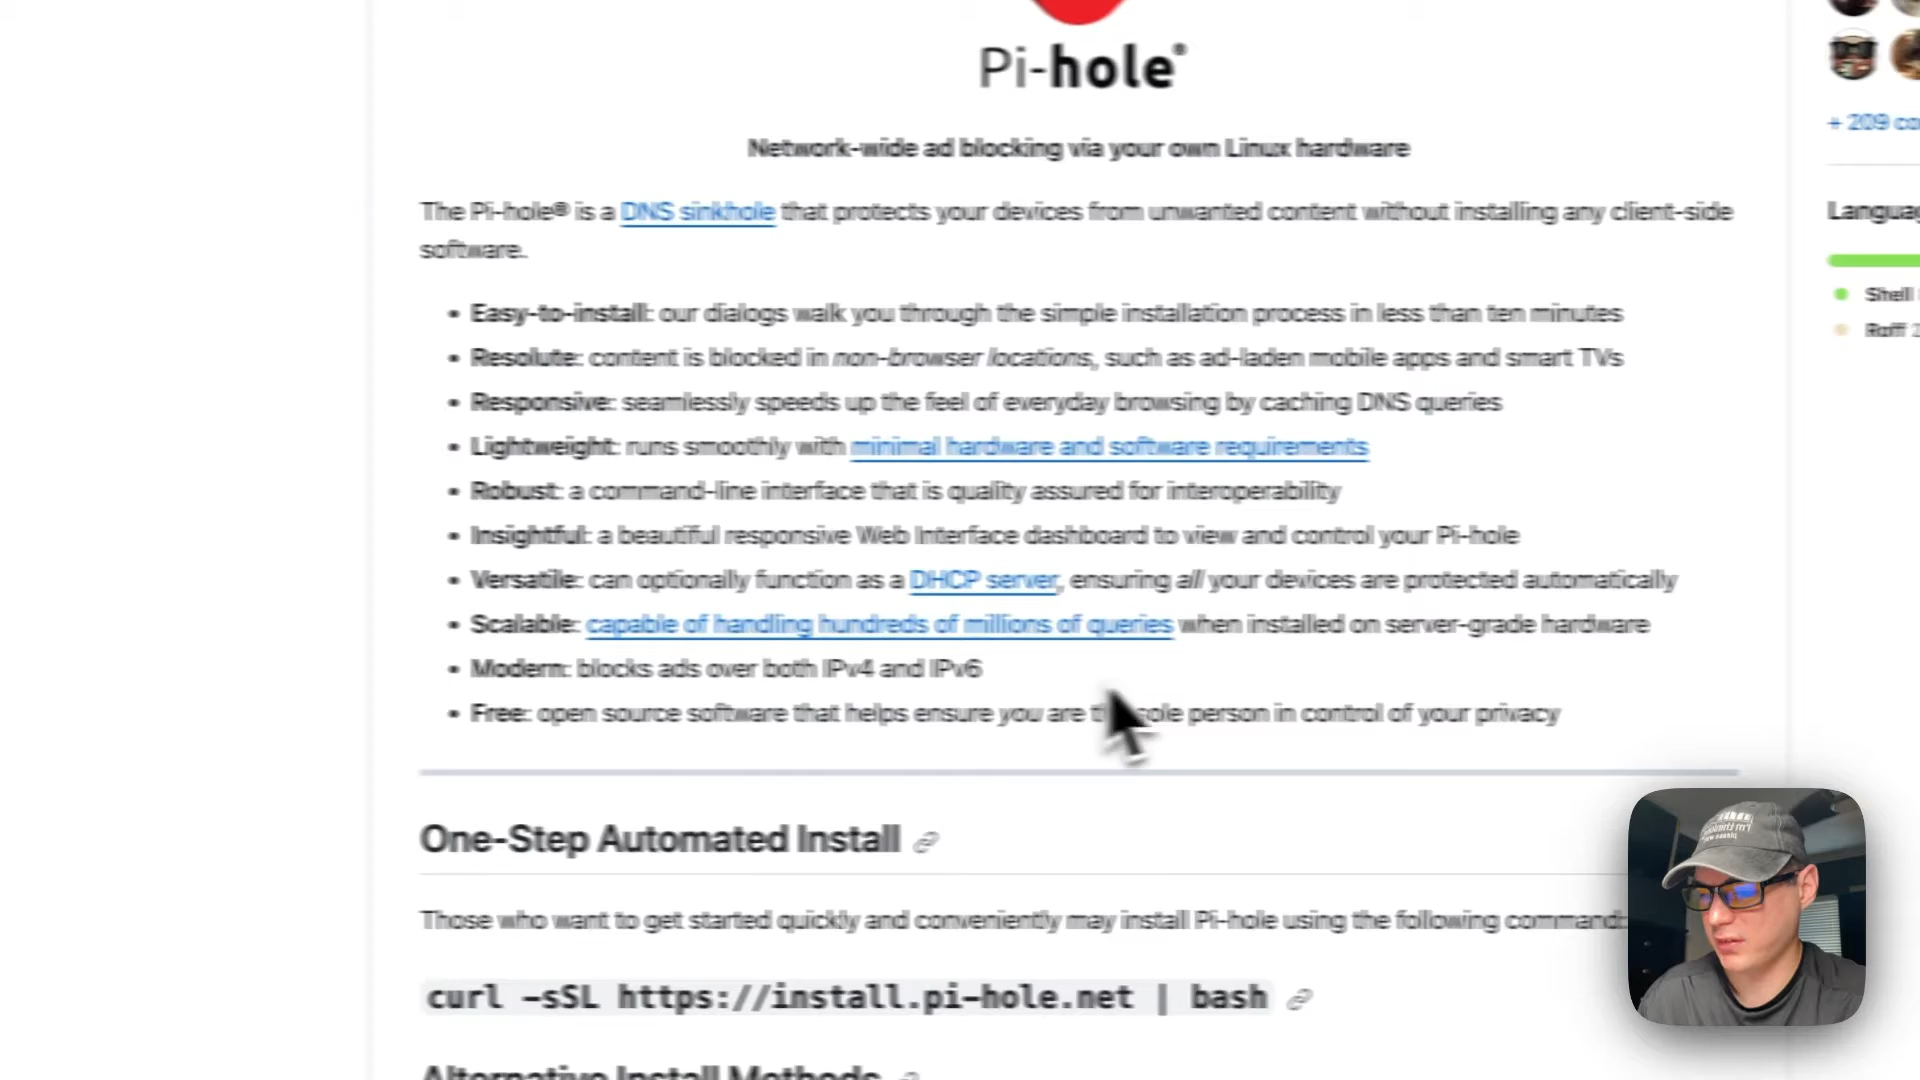 Pi-hole®
Network-wide ad blocking via your own Linux hardware
+ 209 co
The Pi-hole® is a DNS sinkhole that protects your devices from unwanted content without installing any client-side
software.
Languag
Shell
Roff
• Easy-to-install: our dialogs walk you through the simple installation process in less than ten minutes
• Resolute: content is blocked in non-browser locations, such as ad-laden mobile apps and smart TVs
• Responsive: seamlessly speeds up the feel of everyday browsing by caching DNS queries
• Lightweight: runs smoothly with minimal hardware and software requirements
• Robust: a command-line interface that is quality assured for interoperability
• Insightful: a beautiful responsive Web Interface dashboard to view and control your Pi-hole
• Versatile: can optionally function as a DHCP server, ensuring all your devices are protected automatically
• Scalable: capable of handling hundreds of millions of queries when installed on server-grade hardware
• Modern: blocks ads over both IPv4 and IPv6
• Free: open source software that helps ensure you are the sole person in control of your privacy
One-Step Automated Install
Those who want to get started quickly and conveniently may install Pi-hole using the following command:
curl -sSL https://install.pi-hole.net | bash
Alternative Install Methods